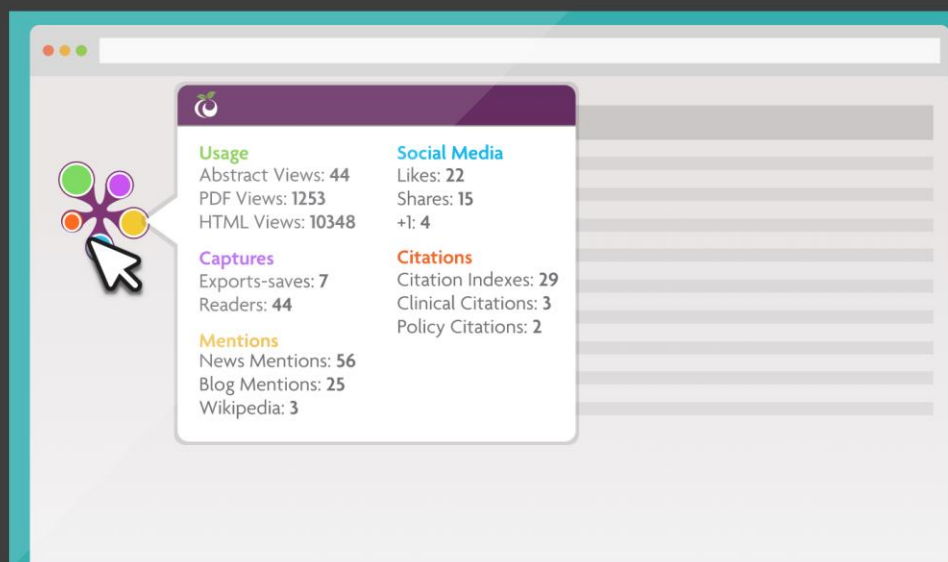 Usage
Abstract Views: 44
PDF Views: 1253
HTML Views: 10348
Captures
Exports-saves: 7
Readers: 44
Mentions
News Mentions: 56
Blog Mentions: 25
Wikipedia: 3
Social Media
Likes: 22
Shares: 15
+1: 4
Citations
Citation Indexes: 29
Clinical Citations: 3
Policy Citations: 2